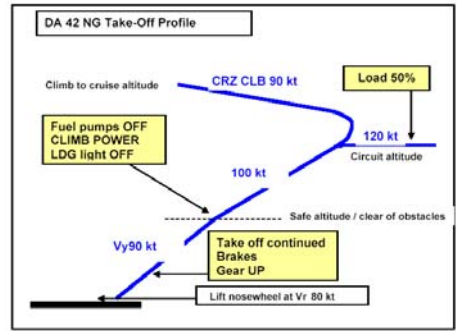 DA 42 NG Take-Off Profile
CRZ CLB 90 kt
Load 50%
Climb to cruise altitude
Fuel pumps OFF
CLIMB POWER
LDG light OFF
120 kt
Circuit altitude
100 kt
Safe altitude / clear of obstacles
Vy90 kt
Take off continued
Brakes
Gear UP
Lift nosewheel at Vr 80 kt